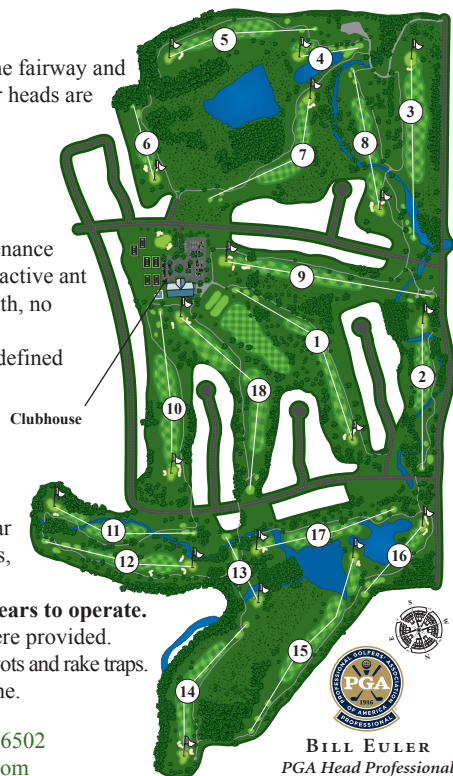 he fairway and
r heads are
5
4
3
6
7
8
enance
active ant
th, no
defined
9
1
2
18
10
Clubhouse
17
11
16
12
13
15
14
ar
s,
ears to operate.
ere provided.
vots and rake traps.
ne.
6502
om
S
W
E
N
PROFESSIONAL GOLFERS' ASSOCIATION
OF AMERICA
PGA
1916
PROFESSIONAL
BILL EULER
PGA Head Professional